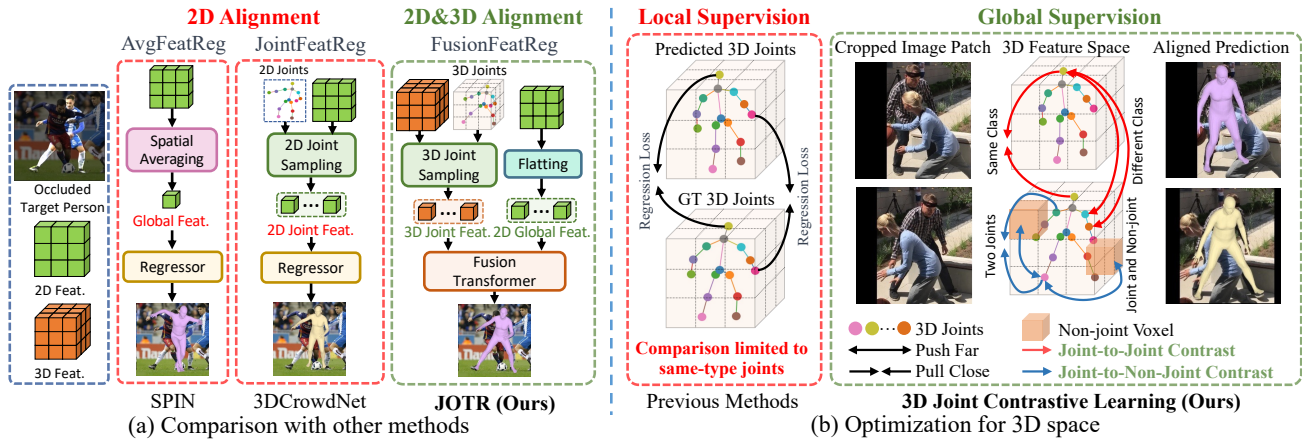 2D Alignment
2D&3D Alignment
AvgFeatReg
JointFeatReg
FusionFeatReg
2D Joints
3D Joints
Spatial
Averaging
2D Joint
Sampling
3D Joint
Sampling
Flatting
Occluded
Target Person
Global Feat.
2D Joint Feat.
3D Joint Feat.
2D Global Feat.
Regressor
Regressor
Fusion
Transformer
2D Feat.
3D Feat.
SPIN
3DCrowdNet
JOTR (Ours)
(a) Comparison with other methods
Local Supervision
Predicted 3D Joints
Regression Loss
Regression Loss
GT 3D Joints
Comparison limited to
same-type joints
Previous Methods
Global Supervision
Cropped Image Patch
3D Feature Space
Aligned Prediction
Same Class
Different Class
Two Joints
Joint and Non-joint
3D Joints
Push Far
Pull Close
Non-joint Voxel
Joint-to-Joint Contrast
Joint-to-Non-Joint Contrast
3D Joint Contrastive Learning (Ours)
(b) Optimization for 3D space